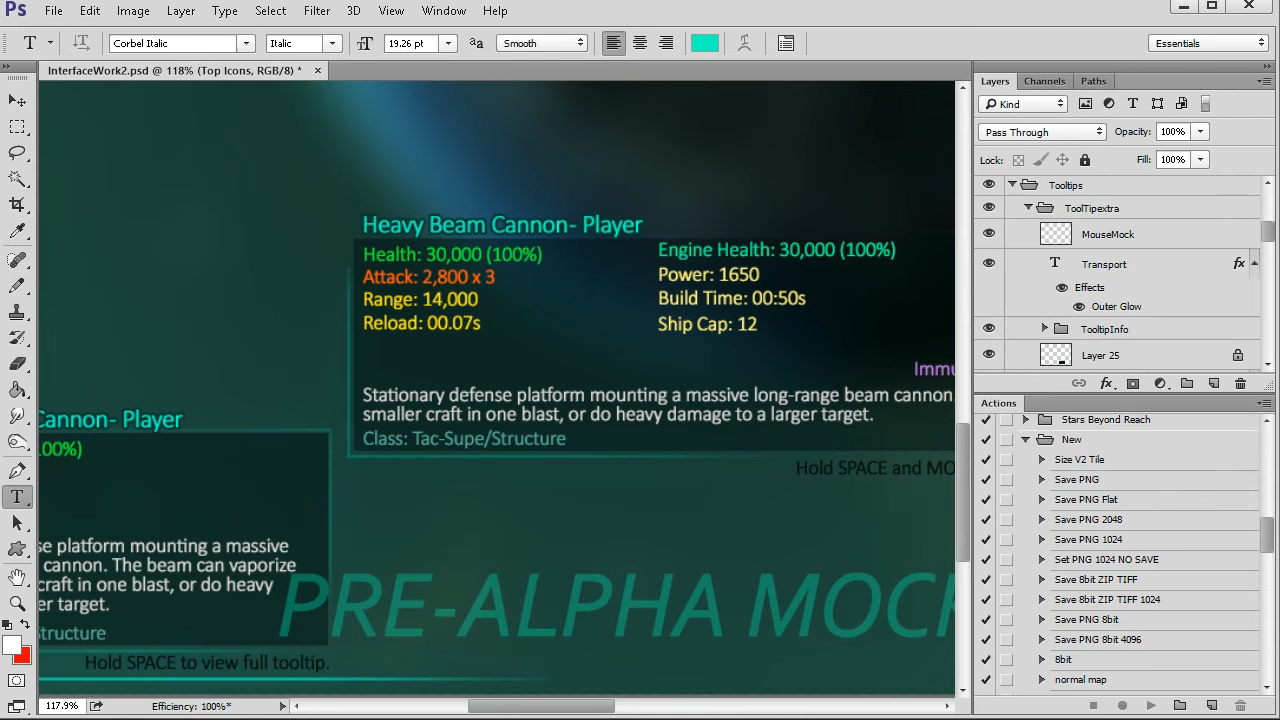 Ps File Edit Image Layer Type Select Filter 3D View Window Help
T Corbel Italic Italic 19.26 pt Smooth Essentials
InterfaceWork2.psd @ 118% (Top Icons, RGB/8) * ×
Heavy Beam Cannon- Player
Health: 30,000 (100%)
Attack: 2,800 x 3
Range: 14,000
Reload: 00.07s
Engine Health: 30,000 (100%)
Power: 1650
Build Time: 00:50s
Ship Cap: 12
Immu
Stationary defense platform mounting a massive long-range beam cannon.
smaller craft in one blast, or do heavy damage to a larger target.
Class: Tac-Supe/Structure
Hold SPACE and MO
Cannon- Player
00%)
se platform mounting a massive
cannon. The beam can vaporize
craft in one blast, or do heavy
er target.
Structure
Hold SPACE to view full tooltip.
PRE-ALPHA MOCK
117.9% Efficiency: 100%*
Layers Channels Paths
Kind
Pass Through Opacity: 100%
Lock: Fill: 100%
Tooltips
ToolTipextra
MouseMock
T Transport fx
Effects
Outer Glow
TooltipInfo
Layer 25
fx
Actions
Stars Beyond Reach
New
Size V2 Tile
Save PNG
Save PNG Flat
Save PNG 2048
Save PNG 1024
Set PNG 1024 NO SAVE
Save 8bit ZIP TIFF
Save 8bit ZIP TIFF 1024
Save PNG 8bit
Save PNG 8bit 4096
8bit
normal map